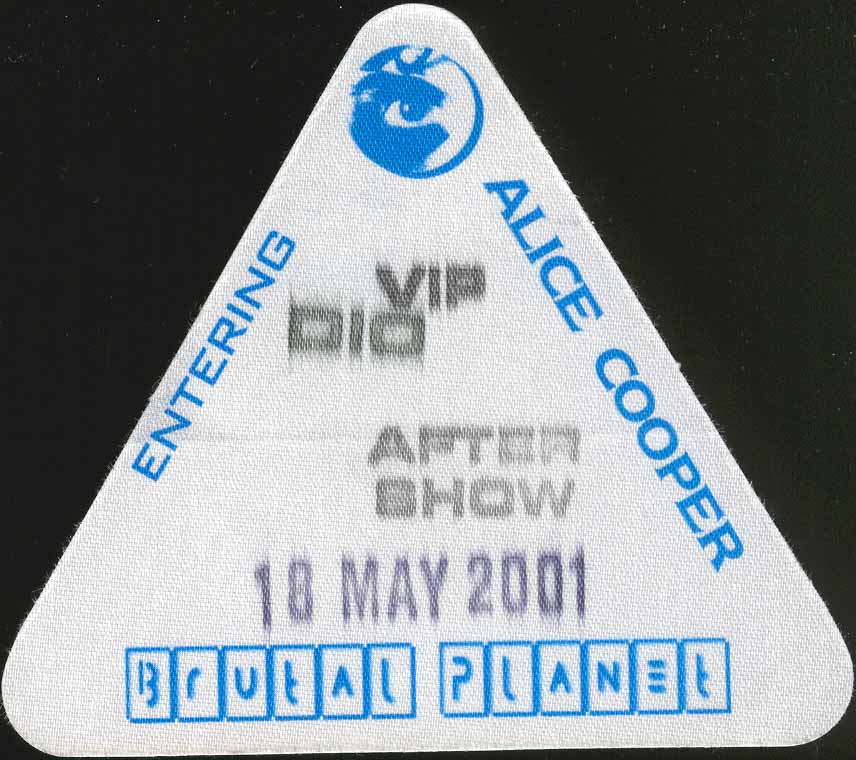 ENTERING
ALICE COOPER
VIP
DIO
AFTER
SHOW
18 MAY 2001
BrUtAL PLANEt